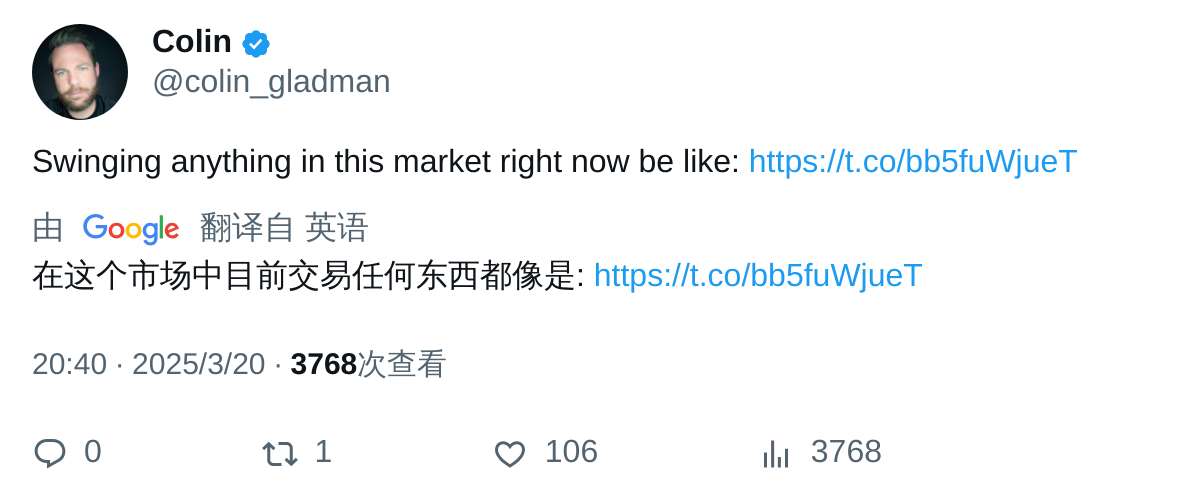 Colin
@colin_gladman
Swinging anything in this market right now be like: https://t.co/bb5fuWjueT
由 Google 翻译自 英语
在这个市场中目前交易任何东西都像是: https://t.co/bb5fuWjueT
20:40 · 2025/3/20 · 3768次查看
0 1 106 3768